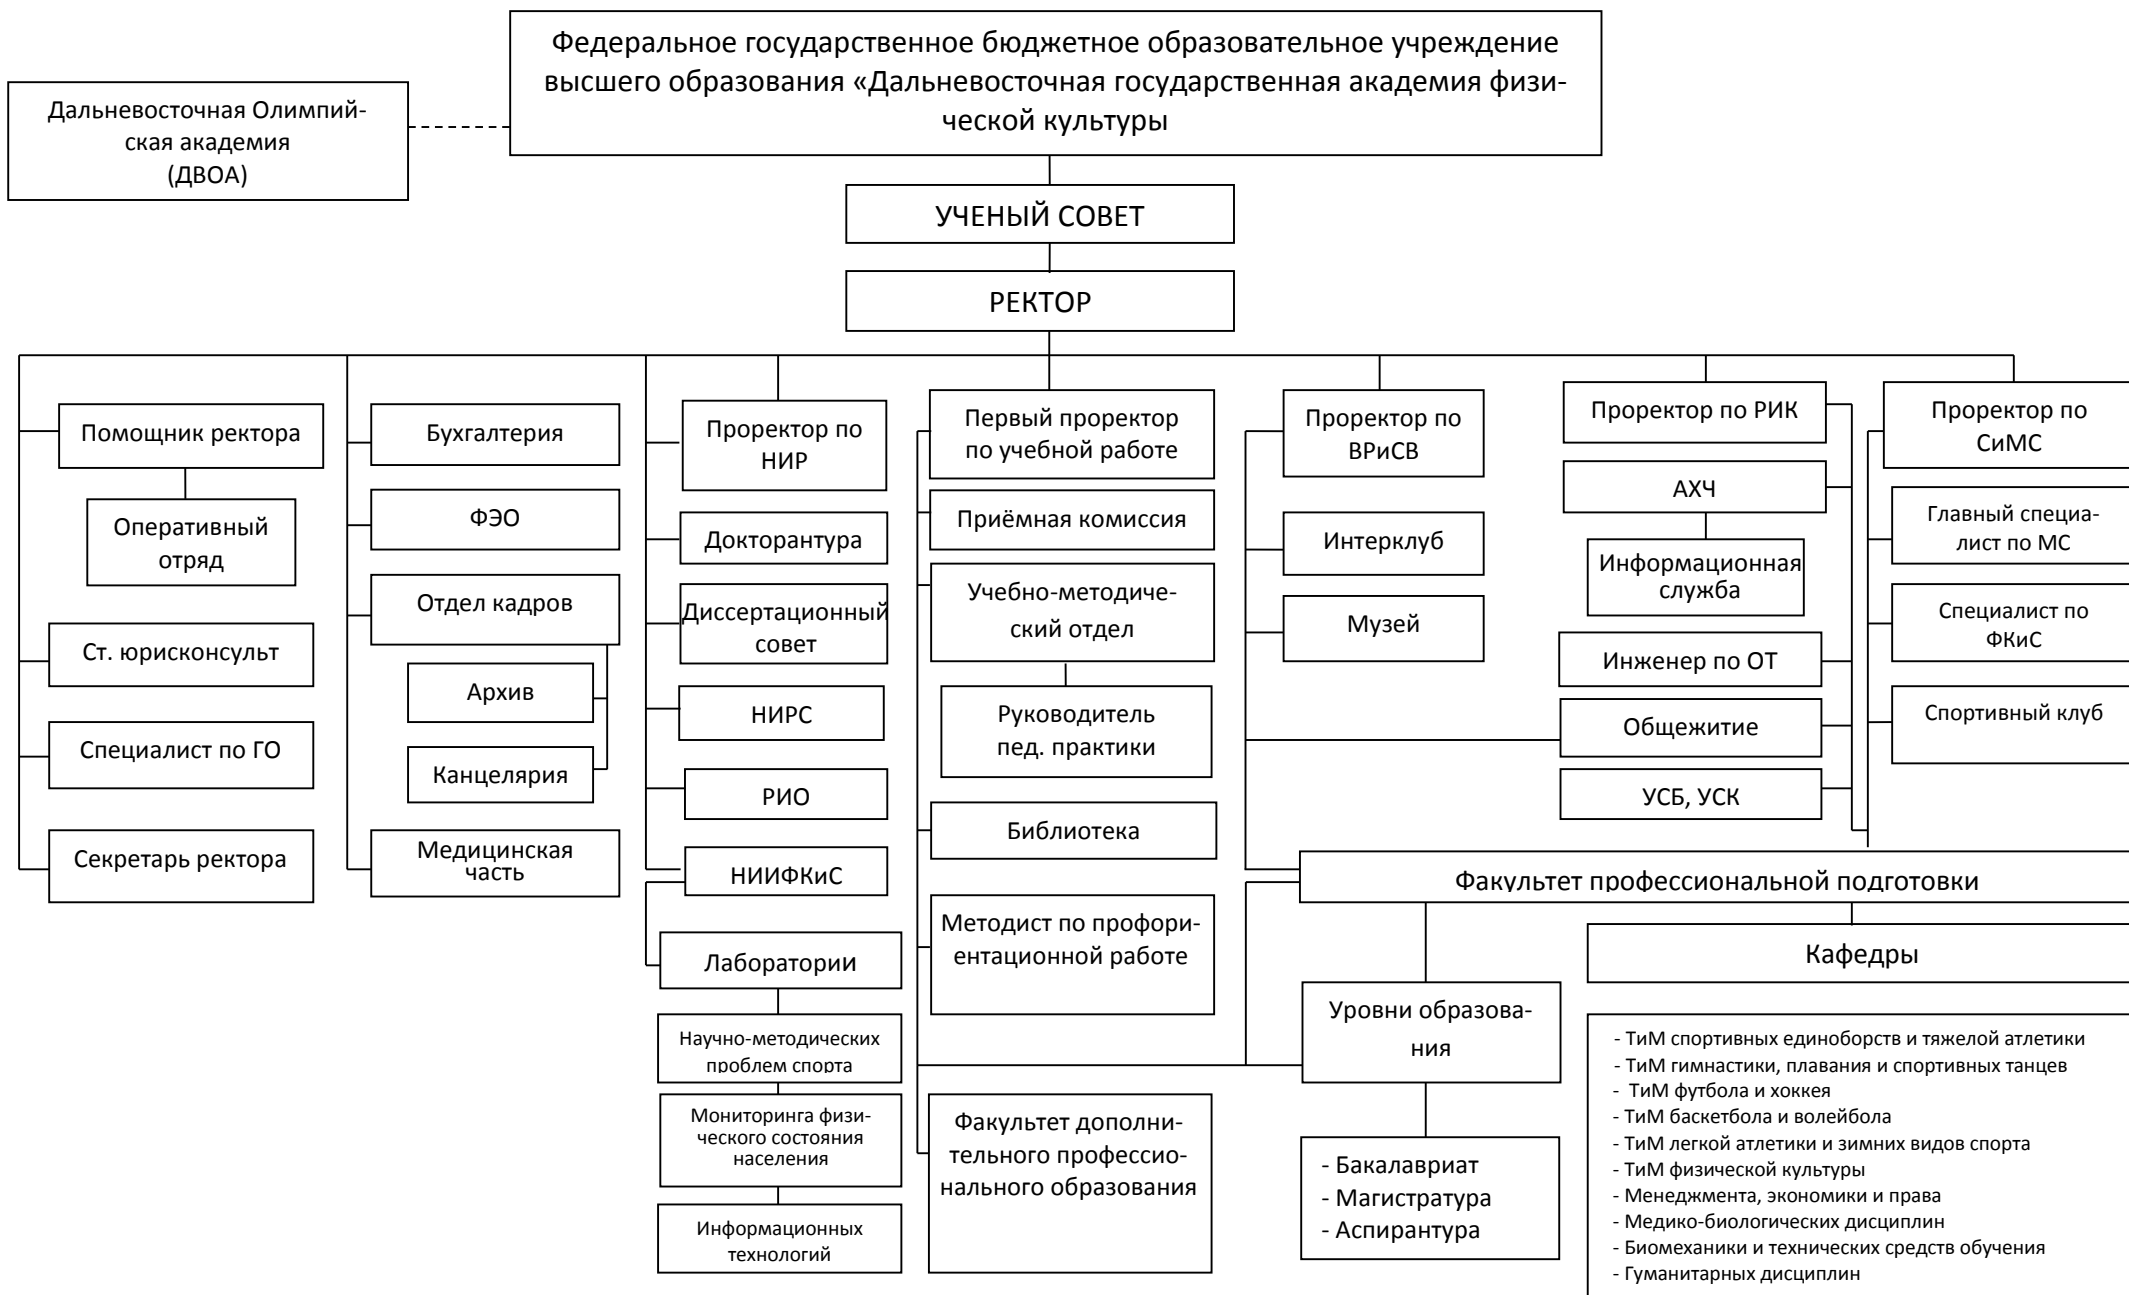 Федеральное государственное бюджетное образовательное учреждение
высшего образования «Дальневосточная государственная академия физи-
ческой культуры
Дальневосточная Олимпий-
ская академия
(ДВОА)
УЧЕНЫЙ СОВЕТ
РЕКТОР
Помощник ректора
Оперативный
отряд
Ст. юрисконсульт
Специалист по ГО
Секретарь ректора
Бухгалтерия
ФЭО
Отдел кадров
Архив
Канцелярия
Медицинская
часть
Проректор по
НИР
Докторантура
Диссертационный
совет
НИРС
РИО
НИИФКиС
Лаборатории
Научно-методических
проблем спорта
Мониторинга физи-
ческого состояния
населения
Информационных
технологий
Первый проректор
по учебной работе
Приёмная комиссия
Учебно-методиче-
ский отдел
Руководитель
пед. практики
Библиотека
Методист по профори-
ентационной работе
Факультет дополни-
тельного профессио-
нального образования
Проректор по
ВРиСВ
Интерклуб
Музей
Проректор по РИК
АХЧ
Информационная
служба
Инженер по ОТ
Общежитие
УСБ, УСК
Проректор по
СиМС
Главный специа-
лист по МС
Специалист по
ФКиС
Спортивный клуб
Факультет профессиональной подготовки
Уровни образова-
ния
- Бакалавриат
- Магистратура
- Аспирантура
Кафедры
- ТиМ спортивных единоборств и тяжелой атлетики
- ТиМ гимнастики, плавания и спортивных танцев
- ТиМ футбола и хоккея
- ТиМ баскетбола и волейбола
- ТиМ легкой атлетики и зимних видов спорта
- ТиМ физической культуры
- Менеджмента, экономики и права
- Медико-биологических дисциплин
- Биомеханики и технических средств обучения
- Гуманитарных дисциплин